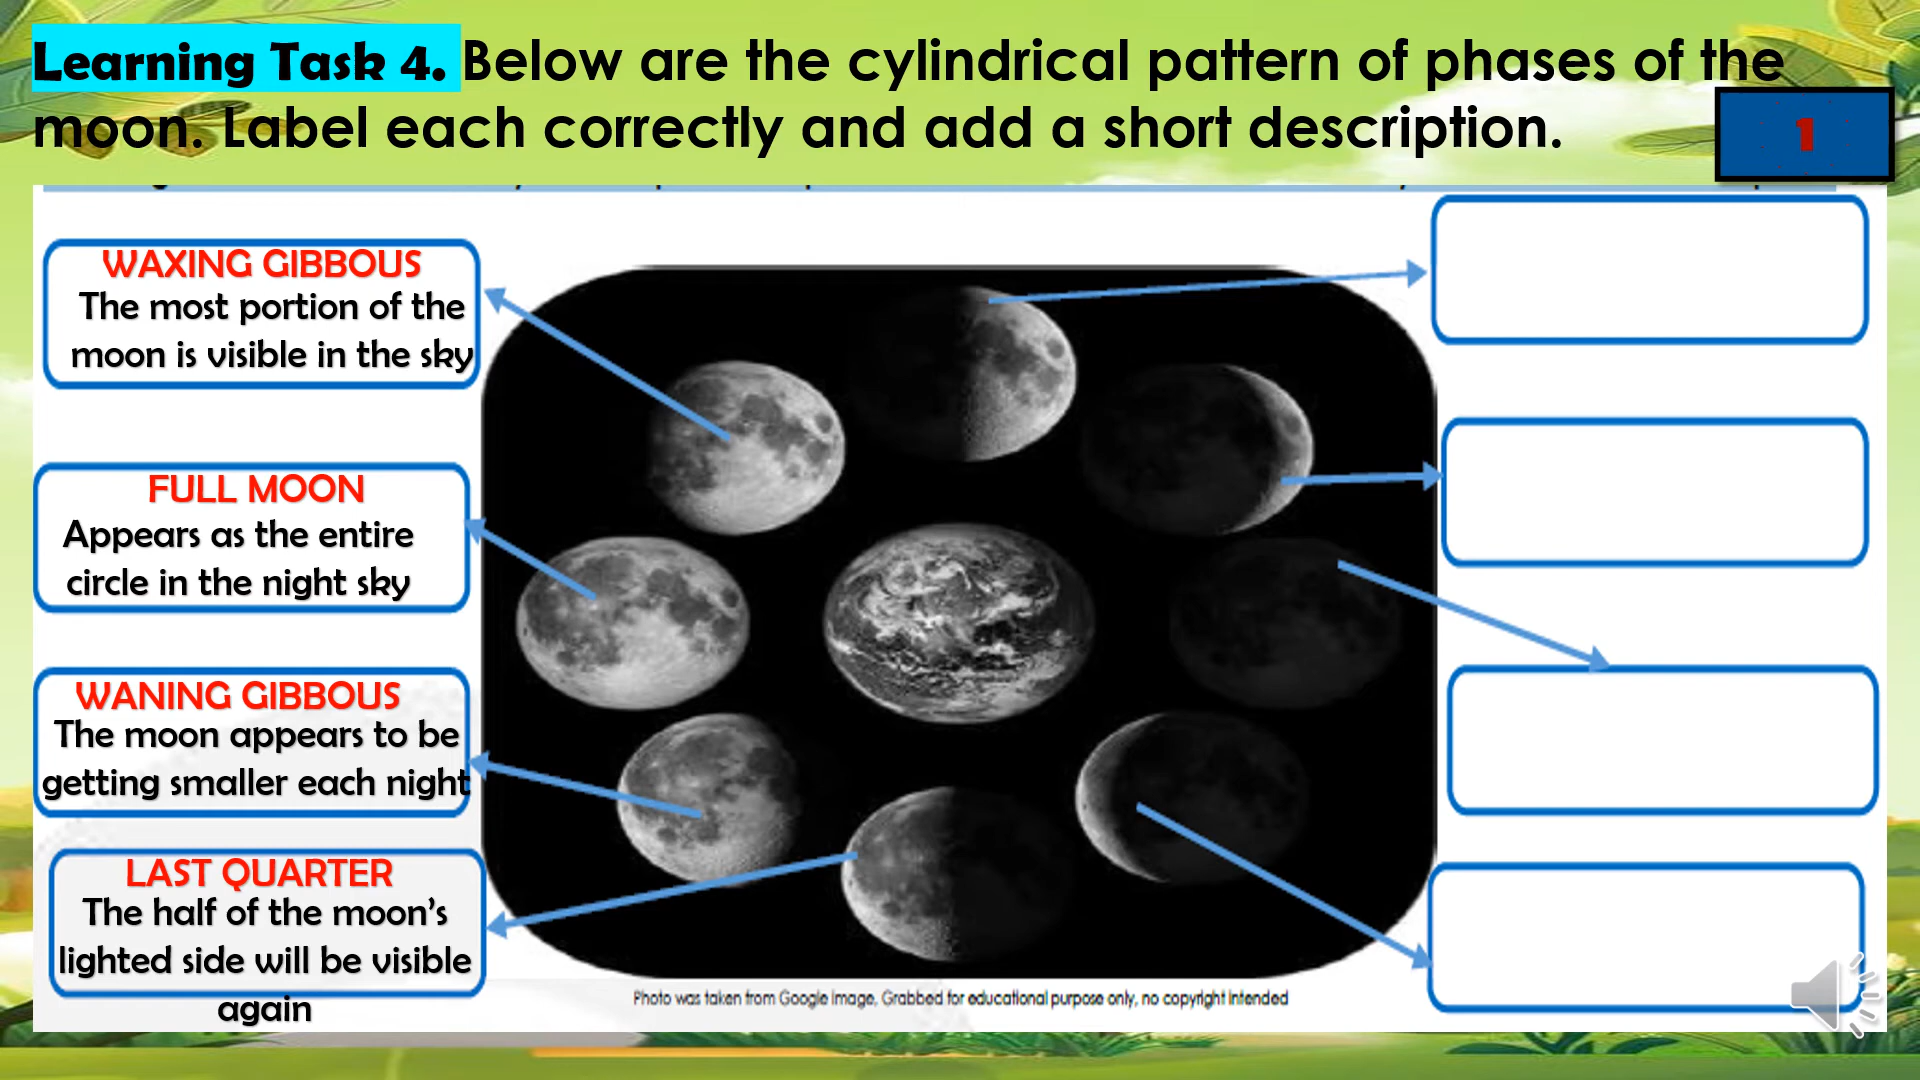 Learning Task 4. Below are the cylindrical pattern of phases of the
moon. Label each correctly and add a short description.
1
WAXING GIBBOUS
The most portion of the
moon is visible in the sky
FULL MOON
Appears as the entire
circle in the night sky
WANING GIBBOUS
The moon appears to be
getting smaller each night
LAST QUARTER
The half of the moon's
lighted side will be visible
again
Photo was taken from Google Image, Grabbed for educational purpose only, no copyright intended